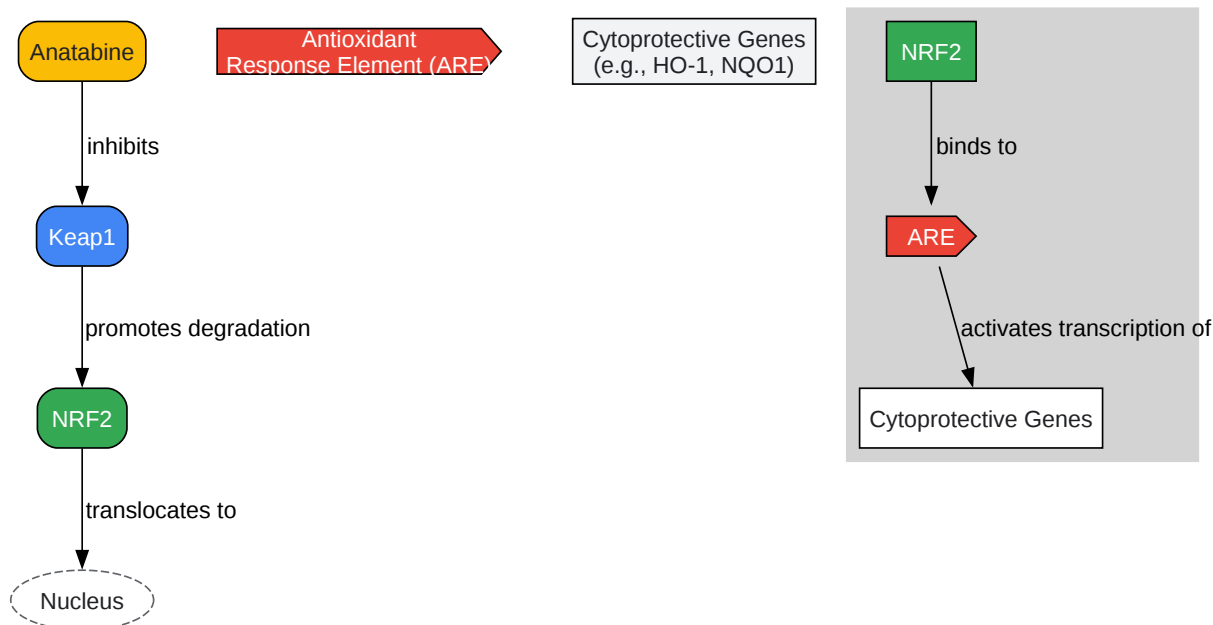 Anatabine
Antioxidant
Response Element (ARE)
Cytoprotective Genes
(e.g., HO-1, NQO1)
NRF2
inhibits
binds to
Keap1
ARE
promotes degradation
activates transcription of
NRF2
Cytoprotective Genes
translocates to
Nucleus